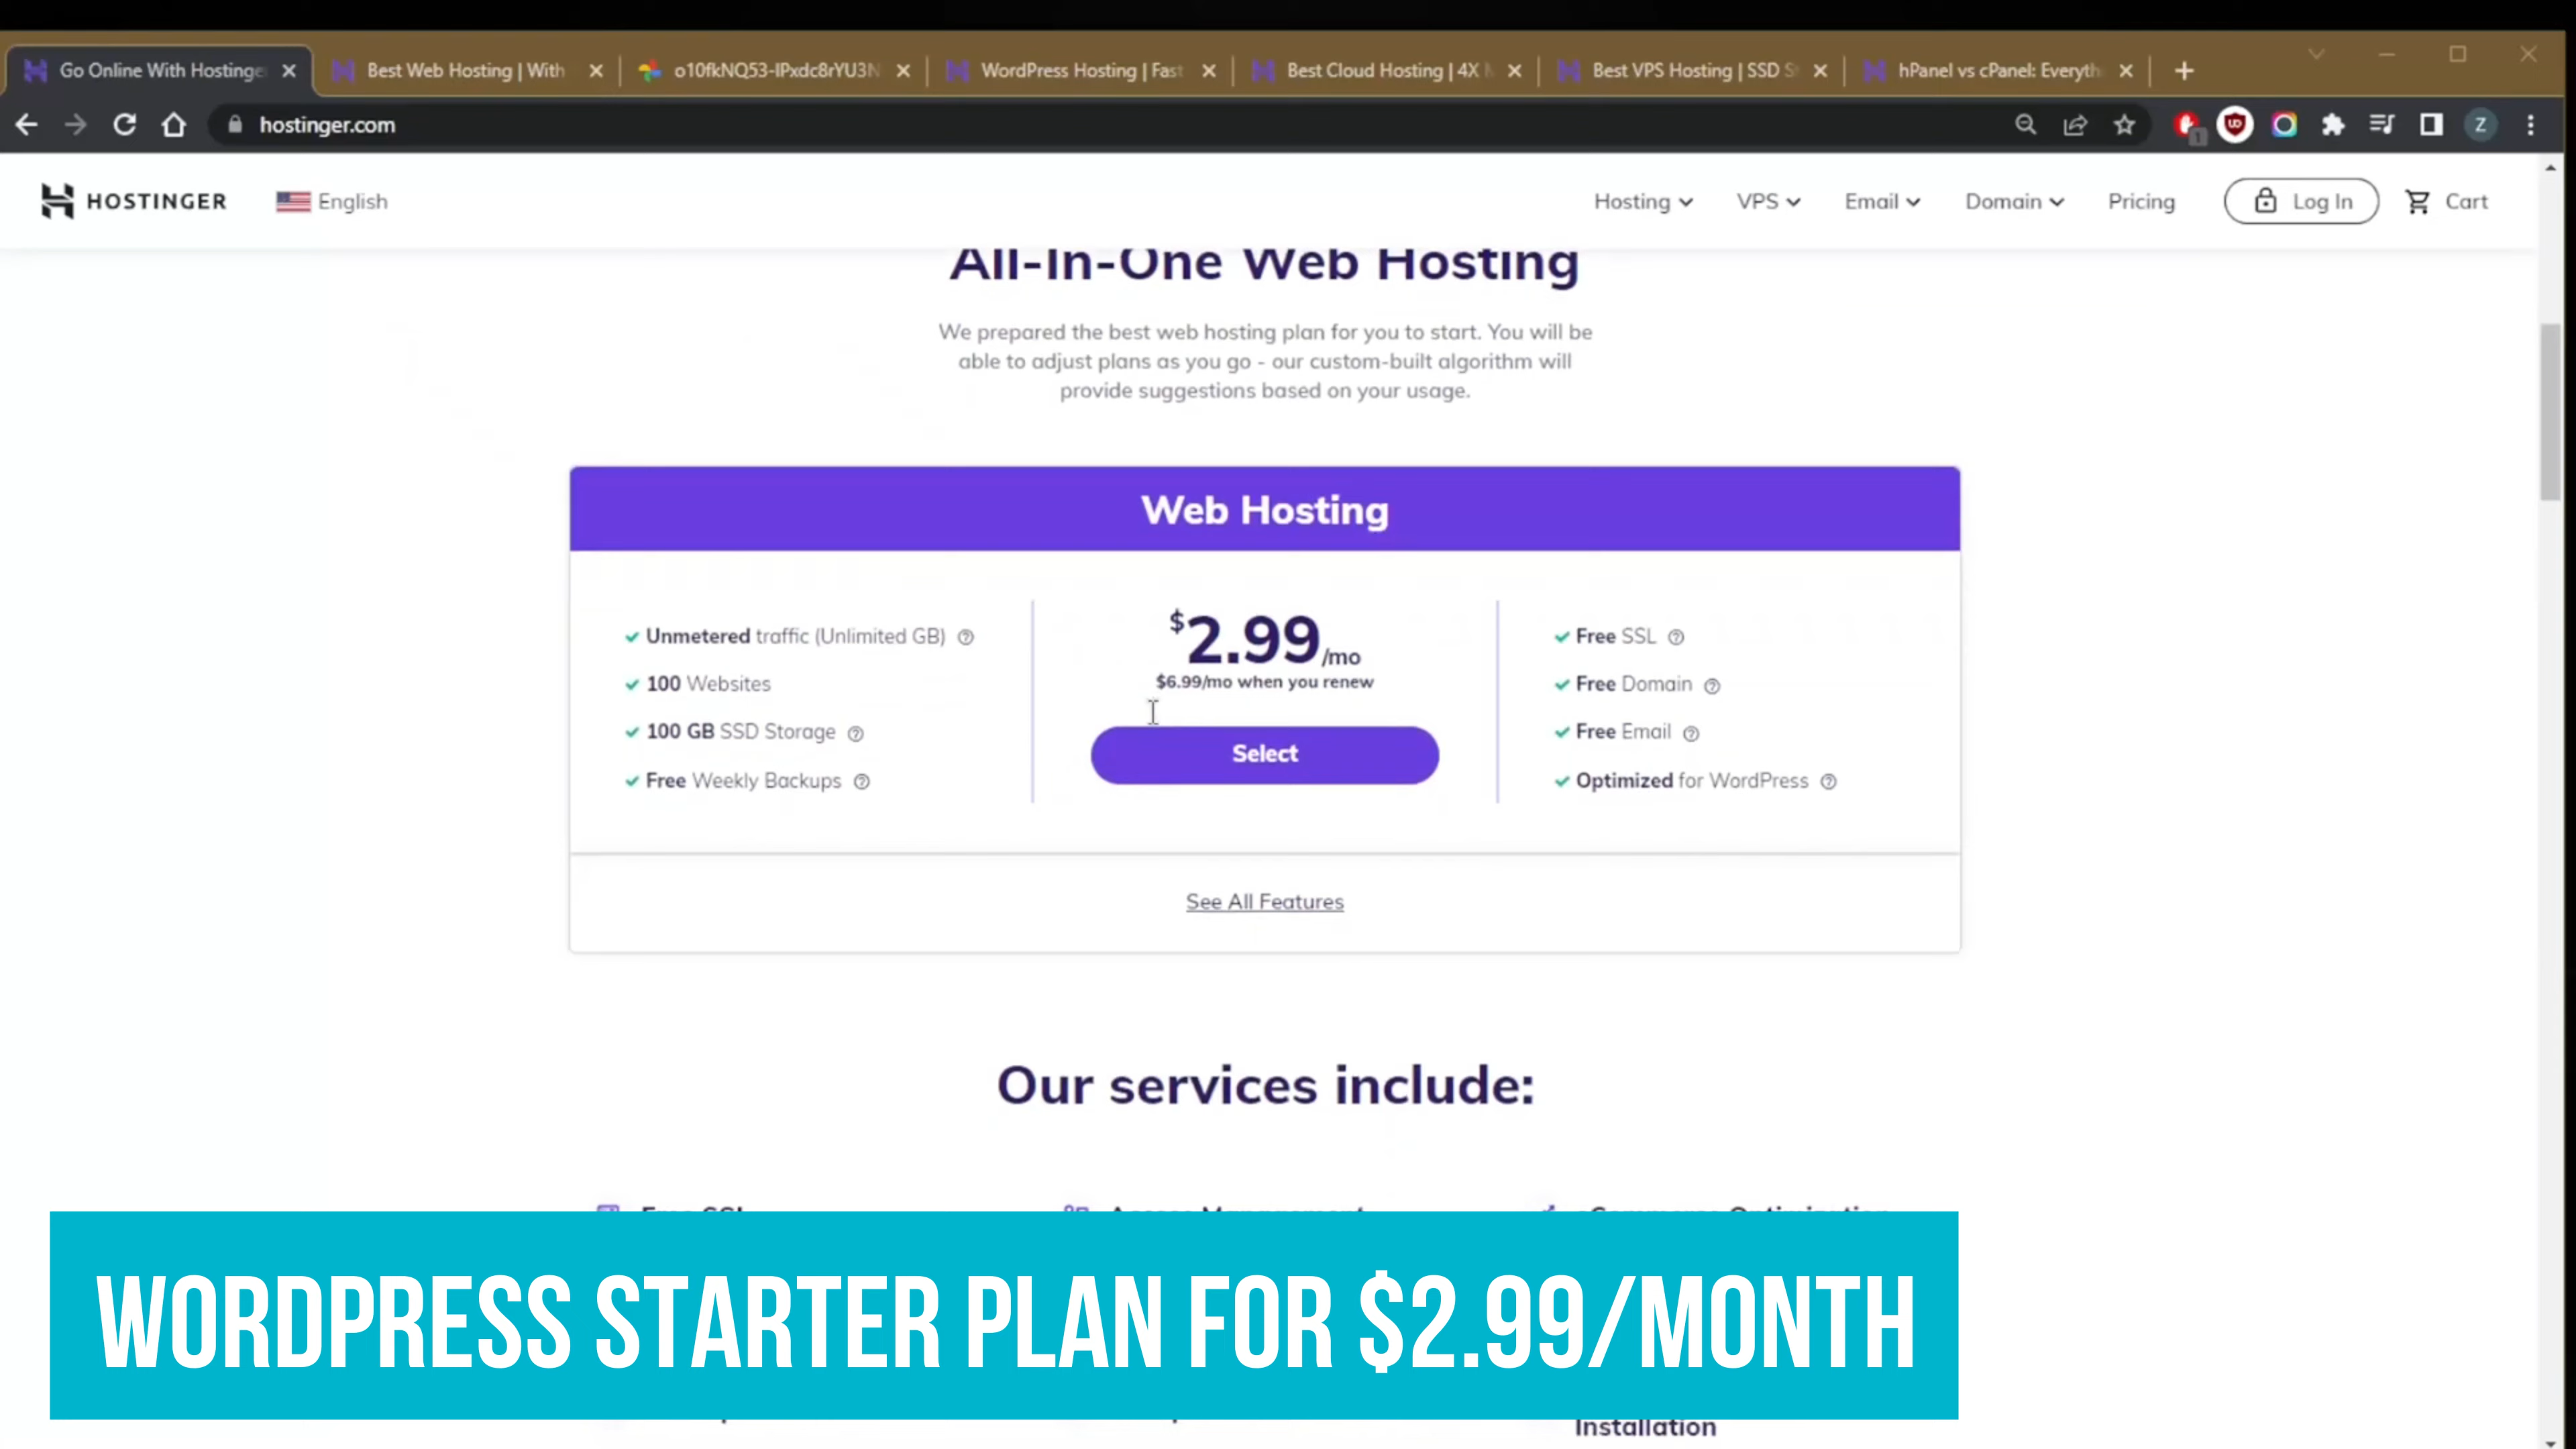 Go Online With Hostinge
Best Web Hosting | With
o10fkNQ53-IPxdc8rYU3N
WordPress Hosting | Fast
Best Cloud Hosting | 4X
Best VPS Hosting | SSD S
hPanel vs cPanel: Everyth
hostinger.com
1
Z
HOSTINGER
English
Hosting
VPS
Email
Domain
Pricing
Log In
Cart
All-In-One Web Hosting
We prepared the best web hosting plan for you to start. You will be
able to adjust plans as you go - our custom-built algorithm will
provide suggestions based on your usage.
Web Hosting
Unmetered traffic (Unlimited GB)
100 Websites
100 GB SSD Storage
Free Weekly Backups
$2.99/mo
$6.99/mo when you renew
Select
Free SSL
Free Domain
Free Email
Optimized for WordPress
See All Features
Our services include:
WORDPRESS STARTER PLAN FOR $2.99/MONTH
Installation